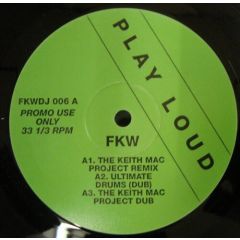 PLAY LOUD
FKWDJ 006 A
PROMO USE
ONLY
33 1/3 RPM
FKW
A1. THE KEITH MAC
PROJECT REMIX
A2. ULTIMATE
DRUMS (DUB)
A3. THE KEITH MAC
PROJECT DUB